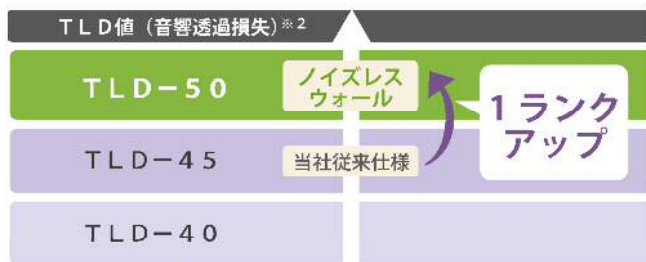 TLD値（音響透過損失）※2
TLD−50
ノイズレス
ウォール
1ランク
アップ
TLD−45
当社従来仕様
TLD−40